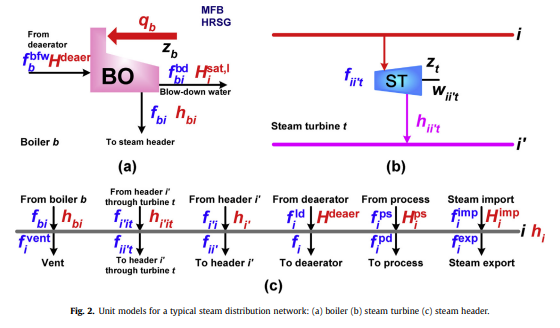 MFB
HRSG
q_b
z_b
From
deaerator
f_b^bfw H^deaer
BO
f_bi^bd H_i^sat,l
Blow-down water
f_bi h_bi
To steam header
Boiler b
(a)
i
f_ii't
ST
z_t
w_ii't
h_ii't
Steam turbine t
i'
(b)
From boiler b
From header i'
through turbine t
From header i'
From deaerator
From process
Steam import
f_bi h_bi
f_i'it h_i'it
f_i'i h_i'
f_i^ld H^deaer
f_i^ps H_i^ps
f_i^imp H_i^imp
i h_i
f_i^vent
f_ii't
f_ii'
f_i
f_i^pd
f_i^exp
Vent
To header i'
through turbine t
To header i'
To deaerator
To process
Steam export
(c)
Fig. 2. Unit models for a typical steam distribution network: (a) boiler (b) steam turbine (c) steam header.